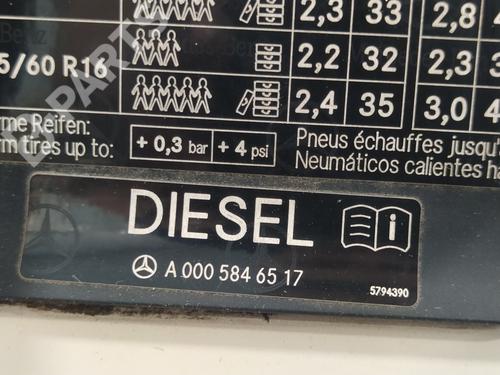 2,3 33 2,8
5/60 R16 2,2 32 2,3
2,4 35 3,0
rme Reifen: Pneus échauffes jusqu'
rm tires up to: + 0,3 bar + 4 psi Neumáticos calientes ha
DIESEL i
A 000 584 65 17
5794390